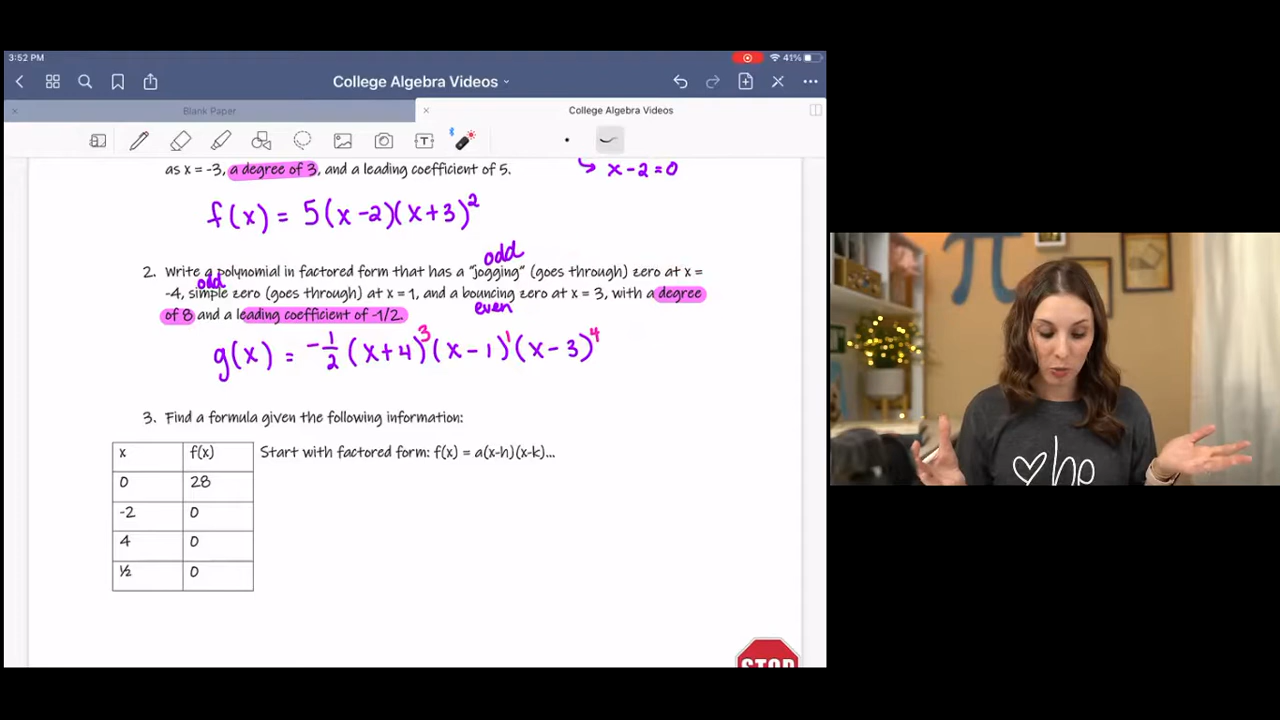 3:52 PM
41%
College Algebra Videos
Blank Paper
College Algebra Videos
as x = -3, a degree of 3, and a leading coefficient of 5.
↳ x-2=0
f(x) = 5(x-2)(x+3)²
odd
2. Write a polynomial in factored form that has a "jogging" (goes through) zero at x =
odd
-4, simple zero (goes through) at x = 1, and a bouncing zero at x = 3, with a degree
even
of 8 and a leading coefficient of -1/2.
g(x) = -1/2 (x+4)³(x-1)¹(x-3)⁴
3. Find a formula given the following information:
x f(x) Start with factored form: f(x) = a(x-h)(x-k)...
0 28
-2 0
4 0
½ 0
STOP
♡ he